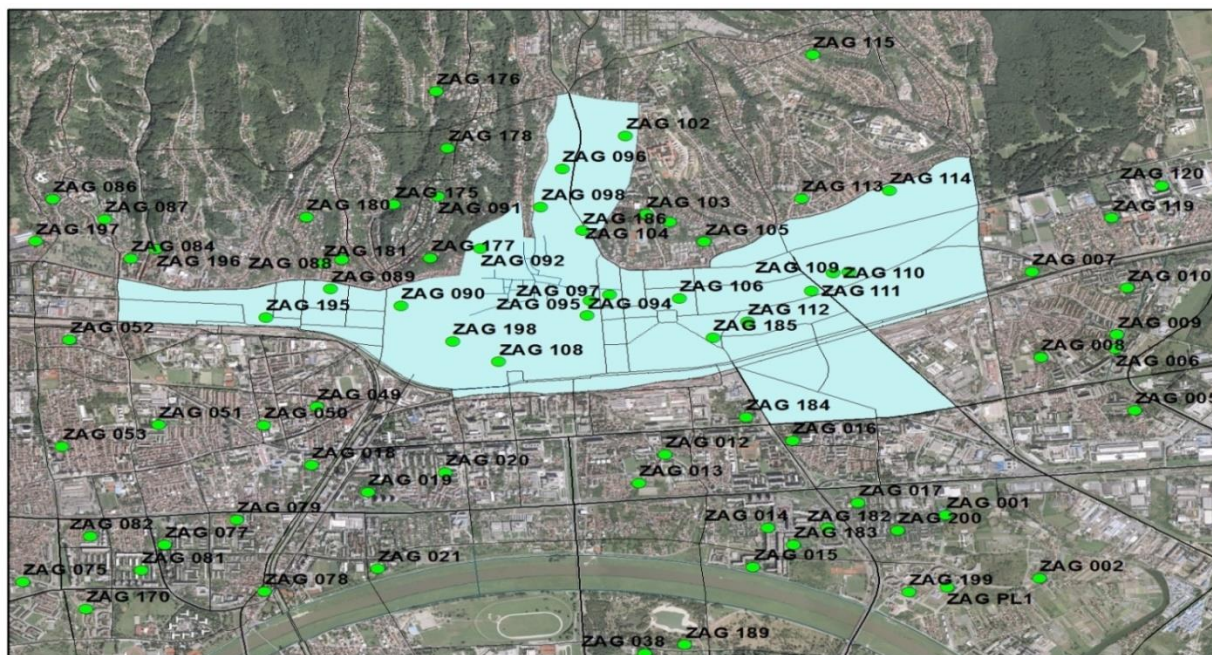 ZAG 115
ZAG 176
ZAG 102
ZAG 178
ZAG 096
ZAG 120
ZAG 086
ZAG 175
ZAG 098
ZAG 113
ZAG 114
ZAG 087
ZAG 180
ZAG 091
ZAG 103
ZAG 186
ZAG 119
ZAG 197
ZAG 104
ZAG 105
ZAG 084
ZAG 181
ZAG 177
ZAG 196
ZAG 088
ZAG 092
ZAG 109
ZAG 110
ZAG 007
ZAG 089
ZAG 010
ZAG 097
ZAG 106
ZAG 111
ZAG 090
ZAG 095
ZAG 094
ZAG 195
ZAG 112
ZAG 052
ZAG 198
ZAG 185
ZAG 009
ZAG 008
ZAG 108
ZAG 006
ZAG 049
ZAG 051
ZAG 050
ZAG 184
ZAG 005
ZAG 053
ZAG 016
ZAG 018
ZAG 012
ZAG 020
ZAG 013
ZAG 019
ZAG 017
ZAG 001
ZAG 079
ZAG 082
ZAG 077
ZAG 014
ZAG 182
ZAG 200
ZAG 183
ZAG 081
ZAG 021
ZAG 015
ZAG 075
ZAG 078
ZAG 199
ZAG 002
ZAG PL1
ZAG 170
ZAG 038
ZAG 189